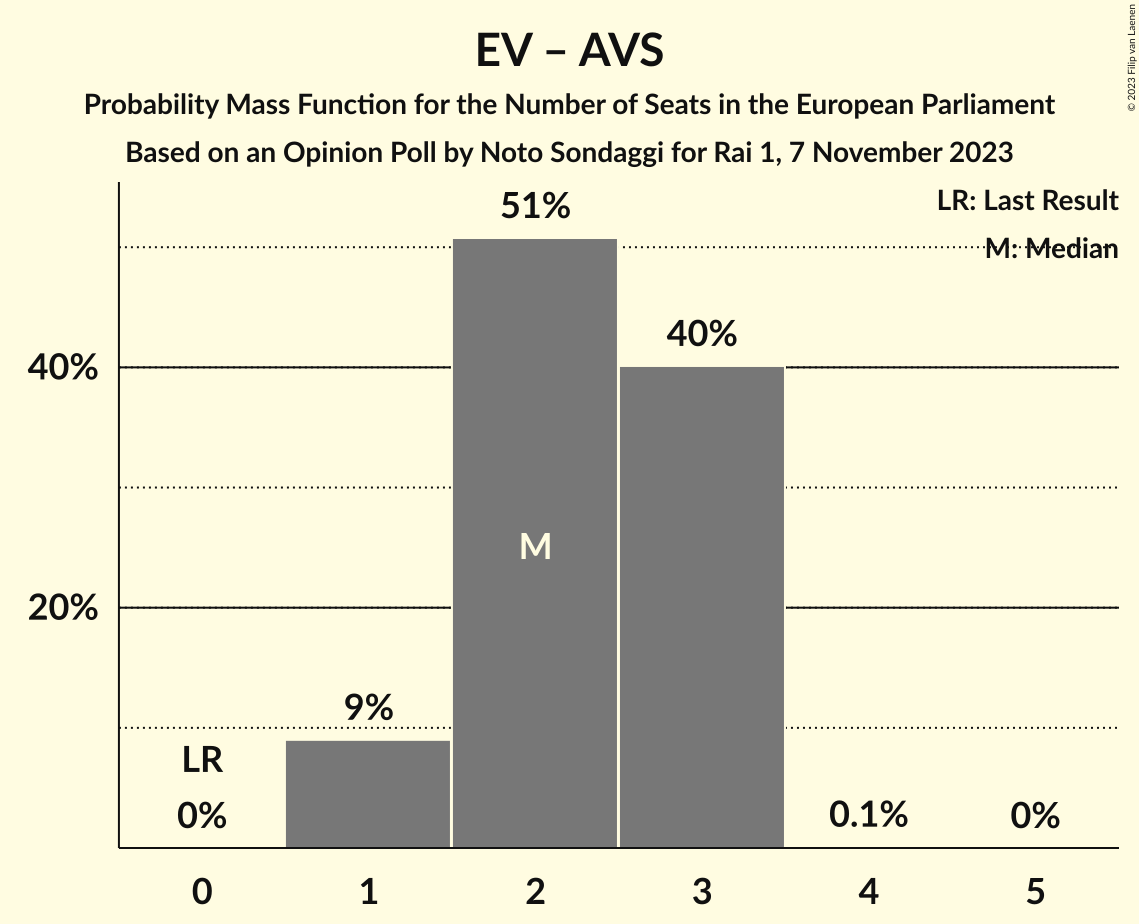 EV – AVS
Probability Mass Function for the Number of Seats in the European Parliament
Based on an Opinion Poll by Noto Sondaggi for Rai 1, 7 November 2023
© 2023 Filip van Laenen
LR: Last Result
M: Median
51%
40%
40%
M
20%
9%
LR
0%
0.1%
0%
0 1 2 3 4 5